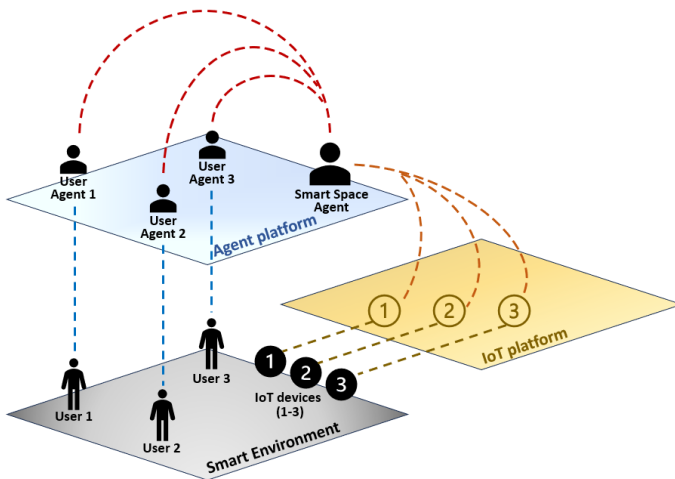 User
Agent 1
User
Agent 3
User
Agent 2
Smart Space
Agent
Agent platform
1
2
3
IoT platform
User 3
1
2
3
User 1
User 2
IoT devices
(1-3)
Smart Environment